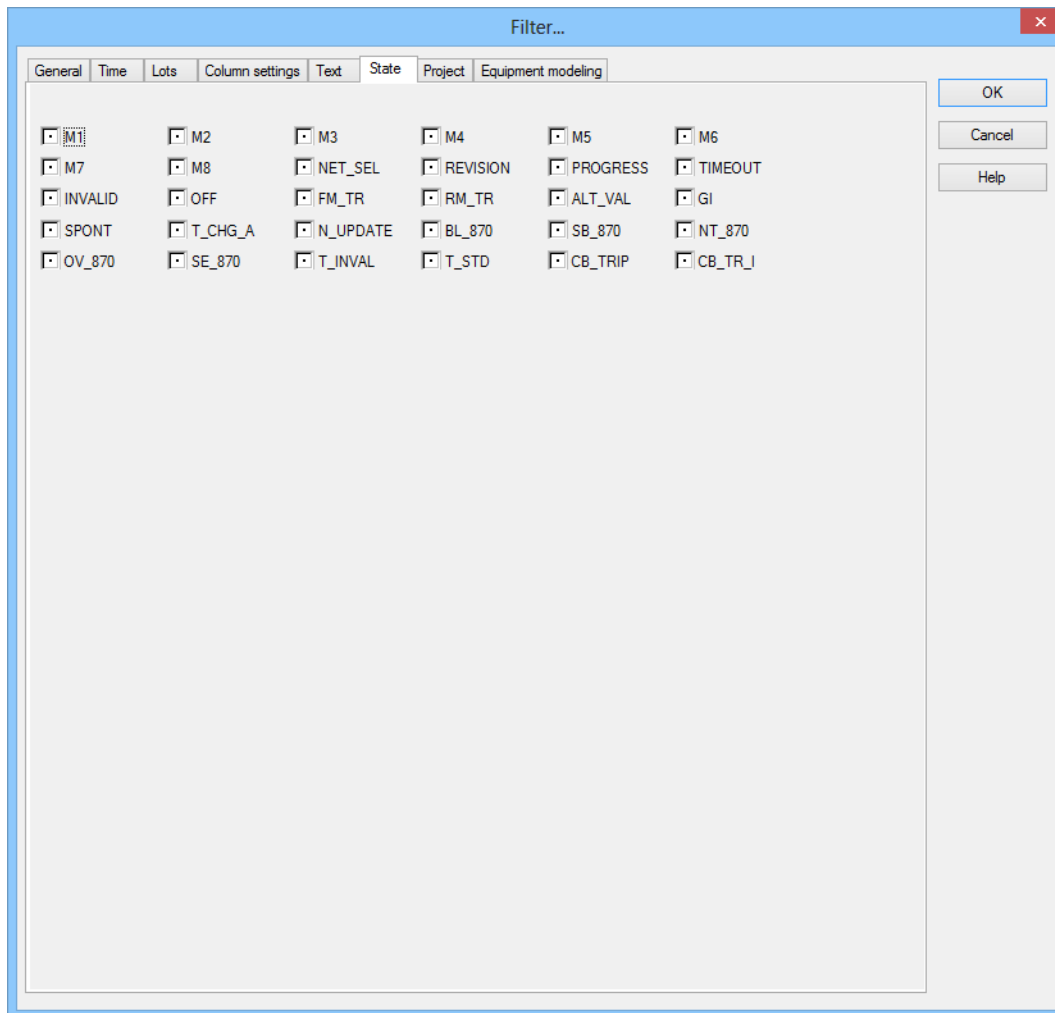 Filter...
General Time Lots Column settings Text State Project Equipment modeling
OK
Cancel
Help
M1 M2 M3 M4 M5 M6
M7 M8 NET_SEL REVISION PROGRESS TIMEOUT
INVALID OFF FM_TR RM_TR ALT_VAL GI
SPONT T_CHG_A N_UPDATE BL_870 SB_870 NT_870
OV_870 SE_870 T_INVAL T_STD CB_TRIP CB_TR_I